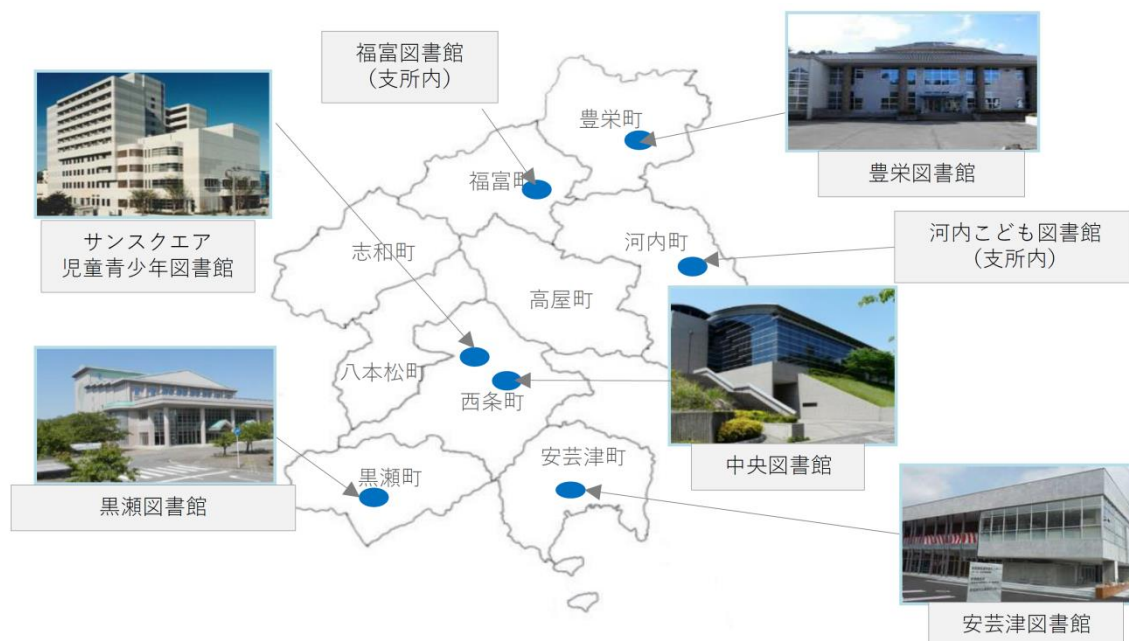 福富図書館
（支所内）
豊栄図書館
サンスクエア
児童青少年図書館
河内こども図書館
（支所内）
豊栄町
福富町
志和町
河内町
高屋町
八本松町
西条町
中央図書館
黒瀬町
安芸津町
黒瀬図書館
安芸津図書館